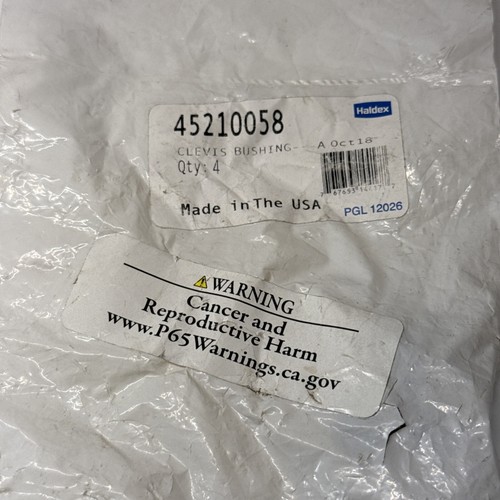 Haldex
45210058
CLEVIS BUSHING-- A Oct18
Qty: 4
Made in The USA
PGL 12026
WARNING
Cancer and
Reproductive Harm
www.P65Warnings.ca.gov